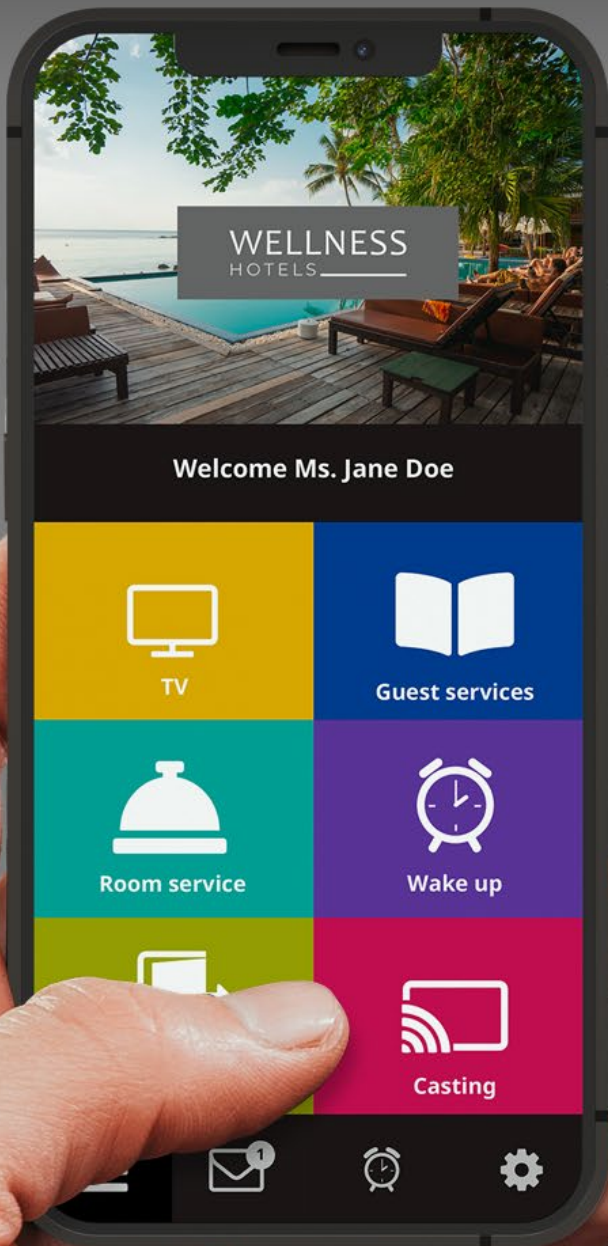 WELLNESS
HOTELS
Welcome Ms. Jane Doe
TV
Guest services
Room service
Wake up
Casting
1